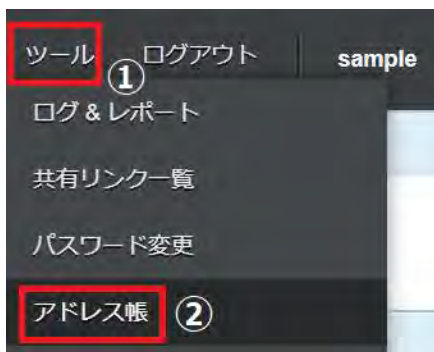 ツール ① ログアウト sample
ログ & レポート
共有リンク一覧
パスワード変更
アドレス帳 ②